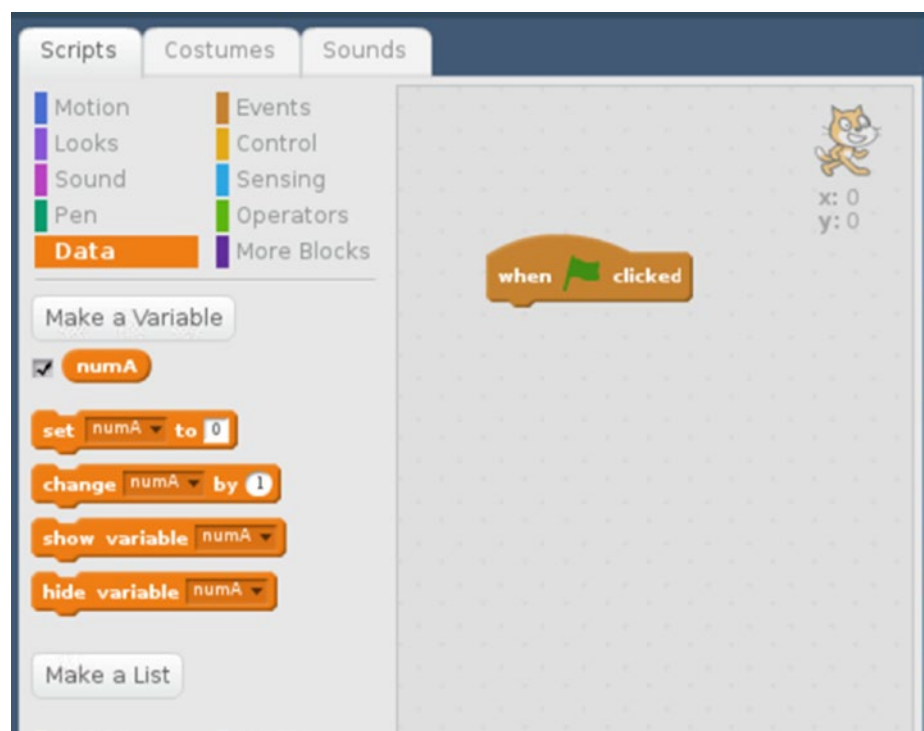 Scripts Costumes Sounds
Motion Events
Looks Control
Sound Sensing
Pen Operators
Data More Blocks
Make a Variable
numA
set numA to 0
change numA by 1
show variable numA
hide variable numA
Make a List
when clicked
x: 0
y: 0